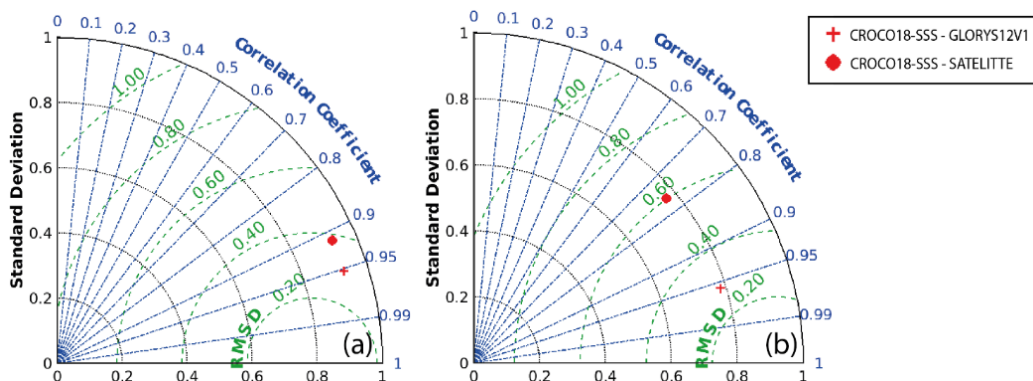 0 0.1 0.2 0.3 0.4 0.5 0.6 0.7 0.8 0.9 0.95 0.99 1
Correlation Coefficient
Standard Deviation
1
0.8
0.6
0.4
0.2
0
0 0.2 0.4 0.6 0.8 1
1.00
0.80
0.60
0.40
0.20
RMSD
(a)
0 0.1 0.2 0.3 0.4 0.5 0.6 0.7 0.8 0.9 0.95 0.99 1
Correlation Coefficient
Standard Deviation
1
0.8
0.6
0.4
0.2
0
0 0.2 0.4 0.6 0.8 1
1.00
0.80
0.60
0.40
0.20
RMSD
(b)
CROCO18-SSS - GLORYS12V1
CROCO18-SSS - SATELITTE